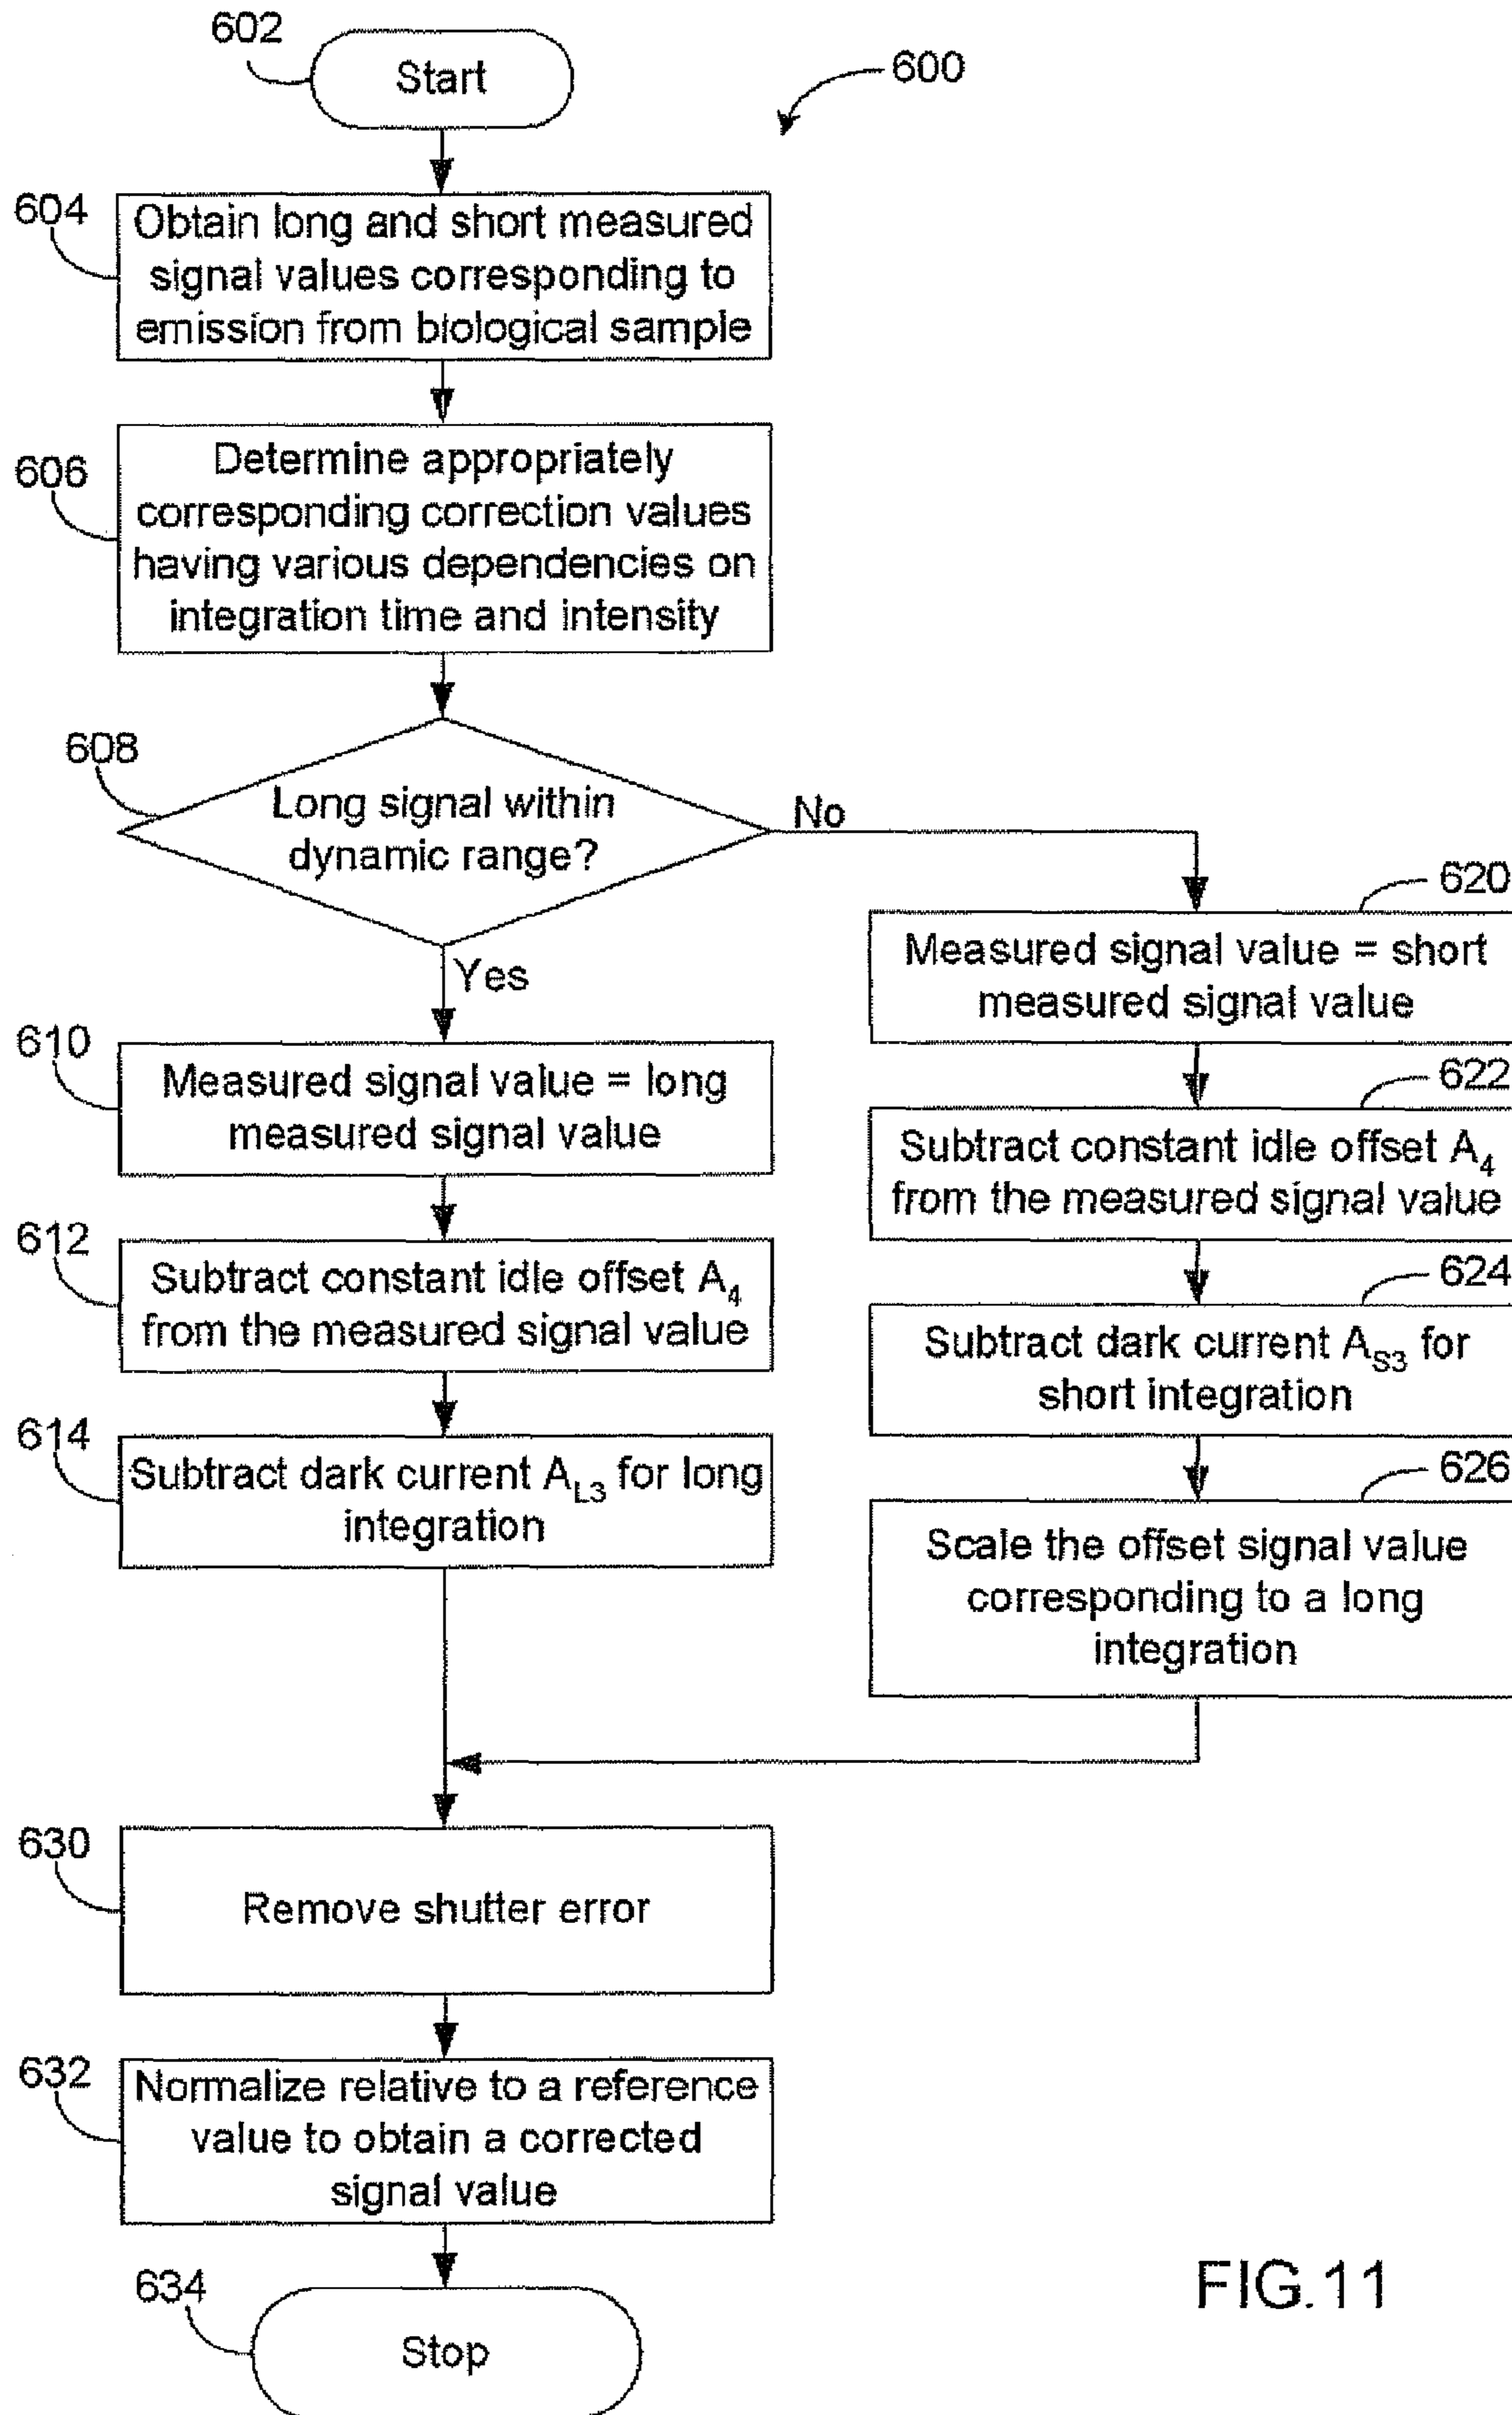 602
Start
600
604
Obtain long and short measured
signal values corresponding to
emission from biological sample
606
Determine appropriately
corresponding correction values
having various dependencies on
integration time and intensity
608
Long signal within
dynamic range?
No
Yes
610
Measured signal value = long
measured signal value
612
Subtract constant idle offset A4
from the measured signal value
614
Subtract dark current AL3 for long
integration
620
Measured signal value = short
measured signal value
622
Subtract constant idle offset A4
from the measured signal value
624
Subtract dark current AS3 for
short integration
626
Scale the offset signal value
corresponding to a long
integration
630
Remove shutter error
632
Normalize relative to a reference
value to obtain a corrected
signal value
634
Stop
FIG.11